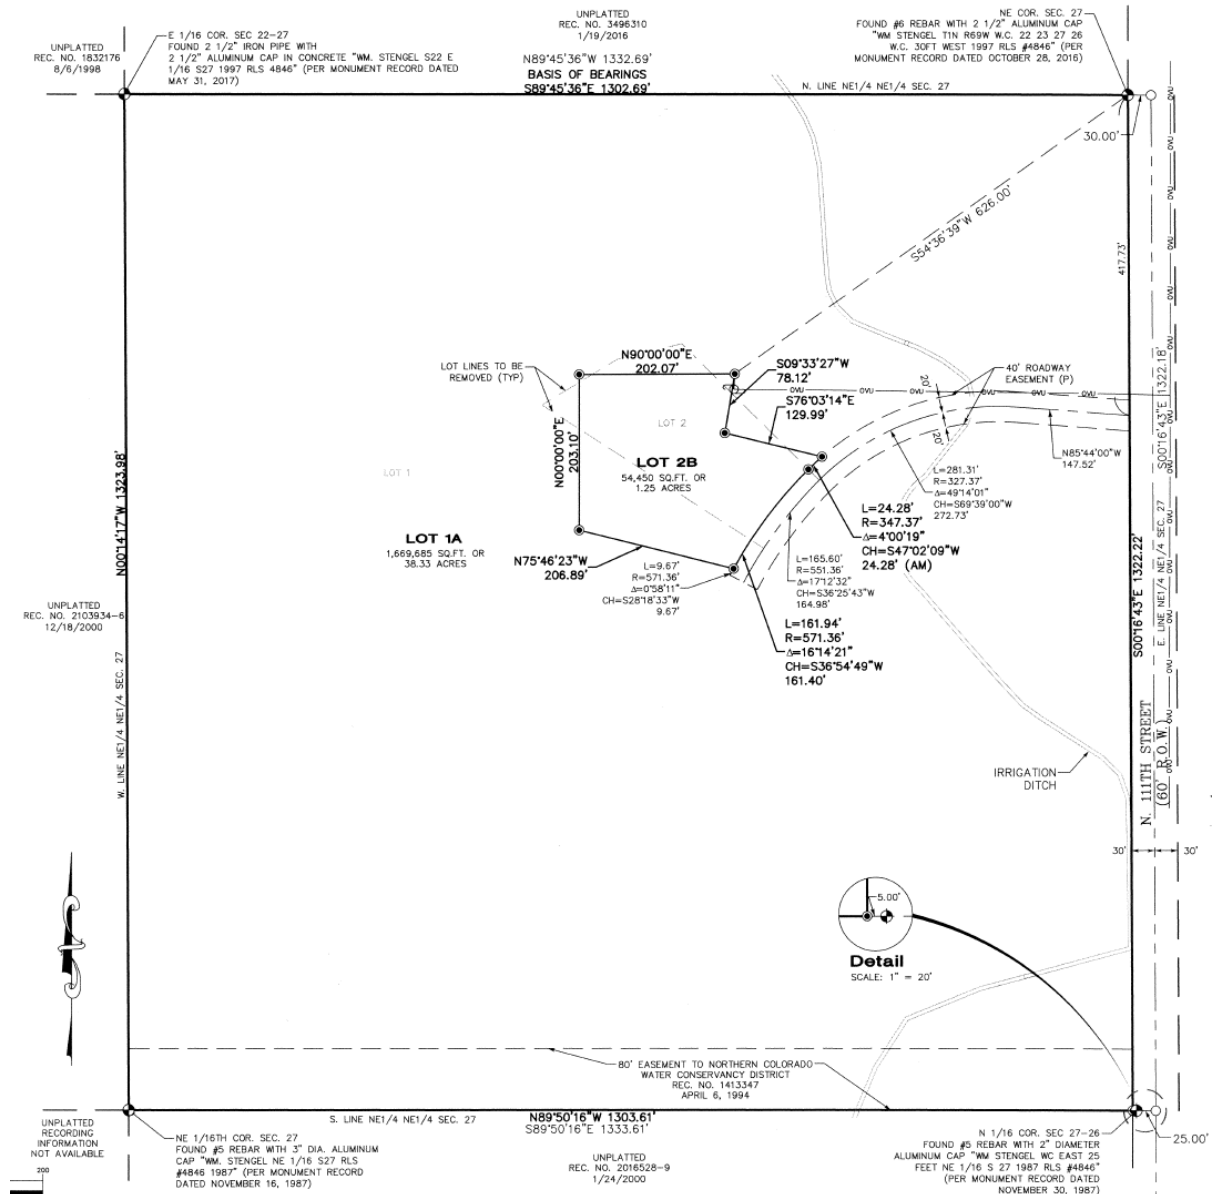 UNPLATTED
REC. NO. 3496310
1/19/2016
NE COR. SEC. 27
FOUND #6 REBAR WITH 2 1/2" ALUMINUM CAP
"WM STENGEL T1N R69W W.C. 22 23 27 26
W.C. 30FT WEST 1997 RLS #4846" (PER
MONUMENT RECORD DATED OCTOBER 28, 2016)
E 1/16 COR. SEC 22-27
FOUND 2 1/2" IRON PIPE WITH
2 1/2" ALUMINUM CAP IN CONCRETE "WM. STENGEL S22 E
1/16 S27 1997 RLS 4846" (PER MONUMENT RECORD DATED
MAY 31, 2017)
UNPLATTED
REC. NO. 1832176
8/6/1998
N89°45'36"W 1332.69'
BASIS OF BEARINGS
S89°45'36"E 1302.69'
N. LINE NE1/4 NE1/4 SEC. 27
30.00'
OVU
OVU
OVU
OVU
OVU
S54°36'39"W 626.00'
417.73'
S00°16'43"E 1322.18'
LOT LINES TO BE
REMOVED (TYP)
N90°00'00"E
202.07'
S09°33'27"W
78.12'
S76°03'14"E
129.99'
OVU
OVU
OVU
OVU
OVU
20'
20'
40' ROADWAY
EASEMENT (P)
N85°44'00"W
147.52'
N00°00'00"E
203.10'
LOT 2
LOT 2B
54,450 SQ.FT. OR
1.25 ACRES
LOT 1
L=281.31'
R=327.37'
Δ=49°14'01"
CH=S69°39'00"W
272.73'
L=24.28'
R=347.37'
Δ=4°00'19"
CH=S47°02'09"W
24.28' (AM)
N00°14'17"W 1323.98'
LOT 1A
1,669,685 SQ.FT. OR
38.33 ACRES
N75°46'23"W
206.89'
L=9.67'
R=571.36'
Δ=0°58'11"
CH=S28°18'33"W
9.67'
L=165.60'
R=551.36'
Δ=17°12'32"
CH=S36°25'43"W
164.98'
L=161.94'
R=571.36'
Δ=16°14'21"
CH=S36°54'49"W
161.40'
S00°16'43"E 1322.22'
E. LINE NE1/4 NE1/4 SEC. 27
OVU
OVU
OVU
OVU
OVU
OVU
UNPLATTED
REC. NO. 2103934-6
12/18/2000
W. LINE NE1/4 NE1/4 SEC. 27
N. 111TH STREET
(60' R.O.W.)
IRRIGATION
DITCH
30'
30'
5.00'
Detail
SCALE: 1" = 20'
80' EASEMENT TO NORTHERN COLORADO
WATER CONSERVANCY DISTRICT
REC. NO. 1413347
APRIL 6, 1994
S. LINE NE1/4 NE1/4 SEC. 27
N89°50'16"W 1303.61'
S89°50'16"E 1333.61'
UNPLATTED
RECORDING
INFORMATION
NOT AVAILABLE
NE 1/16TH COR. SEC. 27
FOUND #5 REBAR WITH 3" DIA. ALUMINUM
CAP "WM. STENGEL NE 1/16 S27 RLS
#4846 1987" (PER MONUMENT RECORD
DATED NOVEMBER 16, 1987)
UNPLATTED
REC. NO. 2016528-9
1/24/2000
N 1/16 COR. SEC 27-26
FOUND #5 REBAR WITH 2" DIAMETER
ALUMINUM CAP "WM STENGEL WC EAST 25
FEET NE 1/16 S 27 1987 RLS #4846"
(PER MONUMENT RECORD DATED
NOVEMBER 30, 1987)
25.00'
200